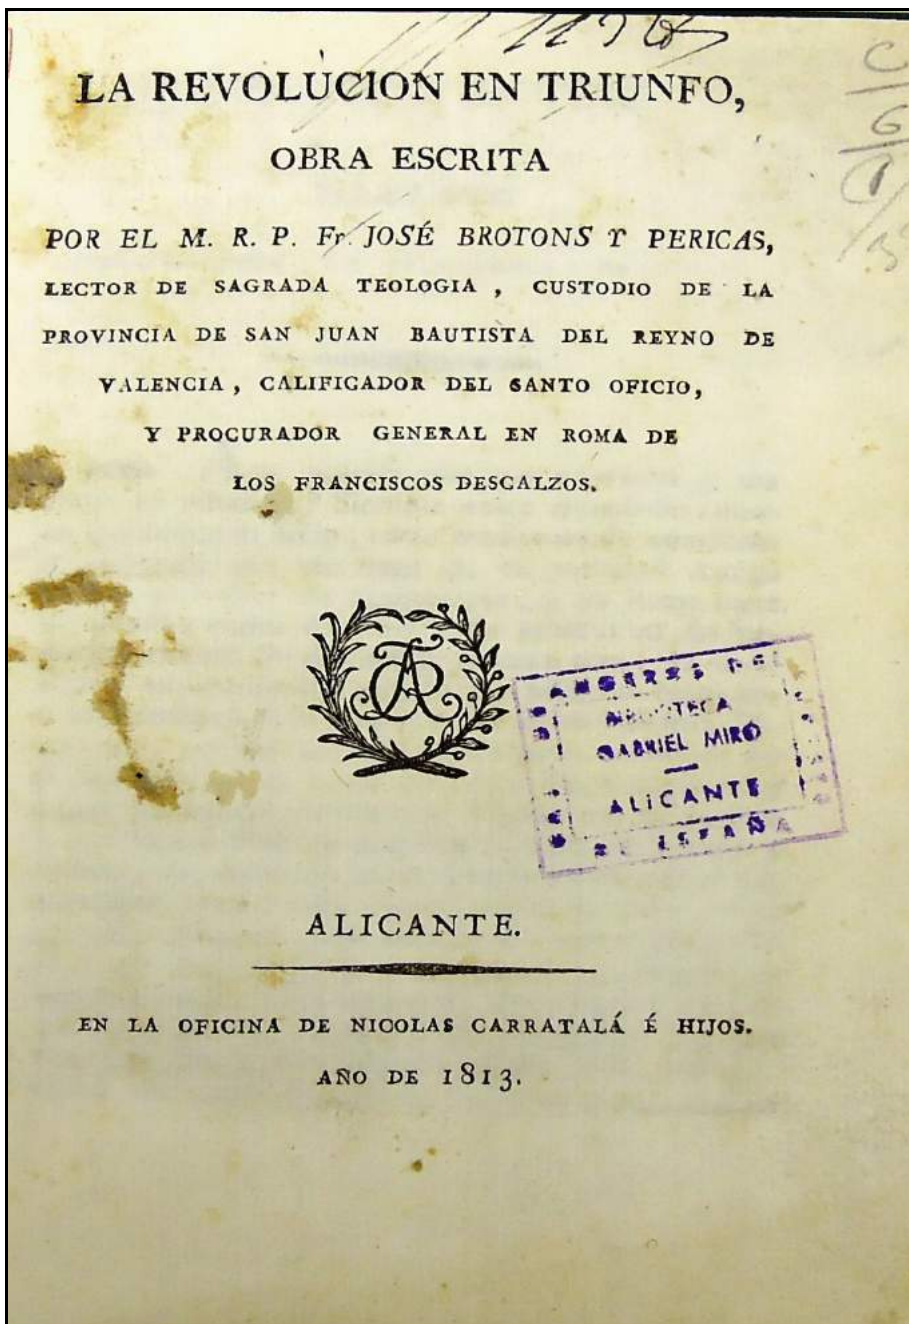 LA REVOLUCION EN TRIUNFO,
OBRA ESCRITA
POR EL M. R. P. Fr. JOSÉ BROTONS Y PERICAS,
LECTOR DE SAGRADA TEOLOGIA , CUSTODIO DE LA
PROVINCIA DE SAN JUAN BAUTISTA DEL REYNO DE
VALENCIA , CALIFICADOR DEL SANTO OFICIO,
Y PROCURADOR GENERAL EN ROMA DE
LOS FRANCISCOS DESCALZOS.
BIBLIOTECA
GABRIEL MIRÓ
ALICANTE
ESPAÑA
ALICANTE.
EN LA OFICINA DE NICOLAS CARRATALÁ É HIJOS.
AÑO DE 1813.